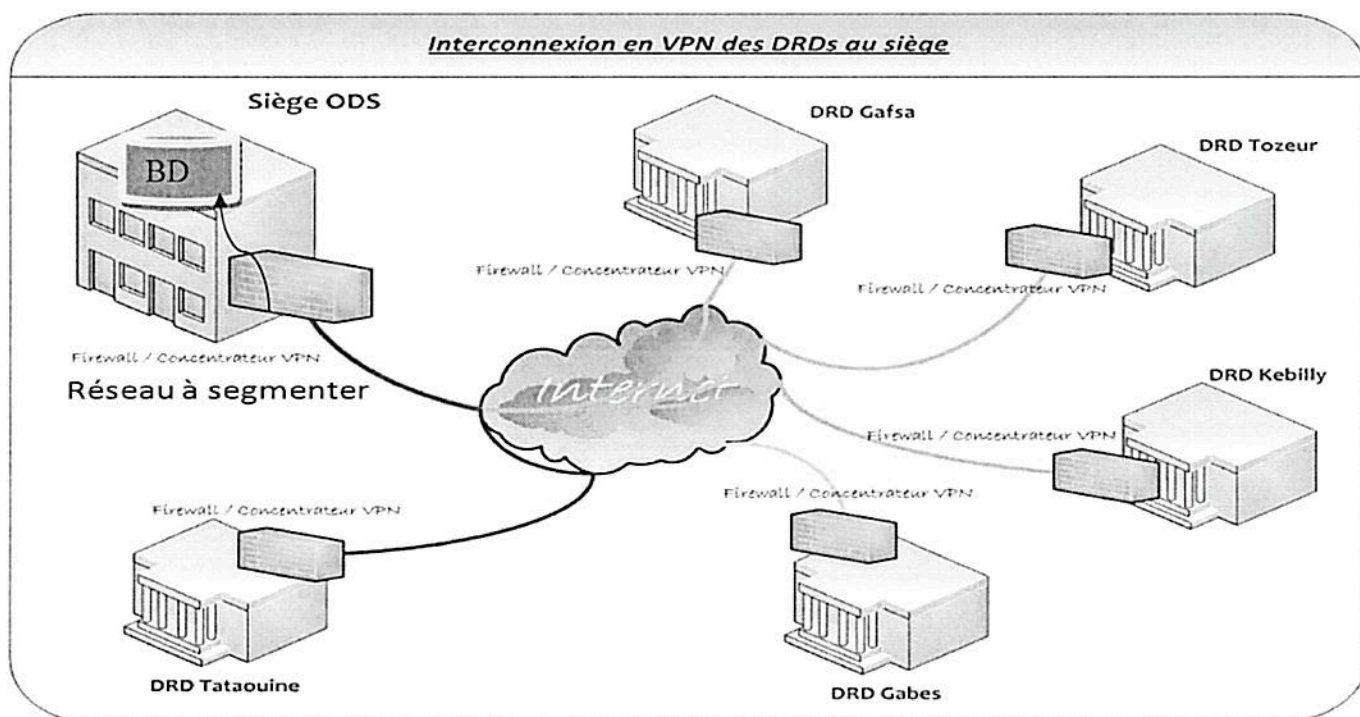 Interconnexion en VPN des DRDs au siège
Siège ODS
BD
Firewall / Concentrateur VPN
Réseau à segmenter
DRD Gafsa
Firewall / Concentrateur VPN
DRD Tozeur
Firewall / Concentrateur VPN
Internet
DRD Kebilly
Firewall / Concentrateur VPN
Firewall / Concentrateur VPN
DRD Tataouine
Firewall / Concentrateur VPN
DRD Gabes